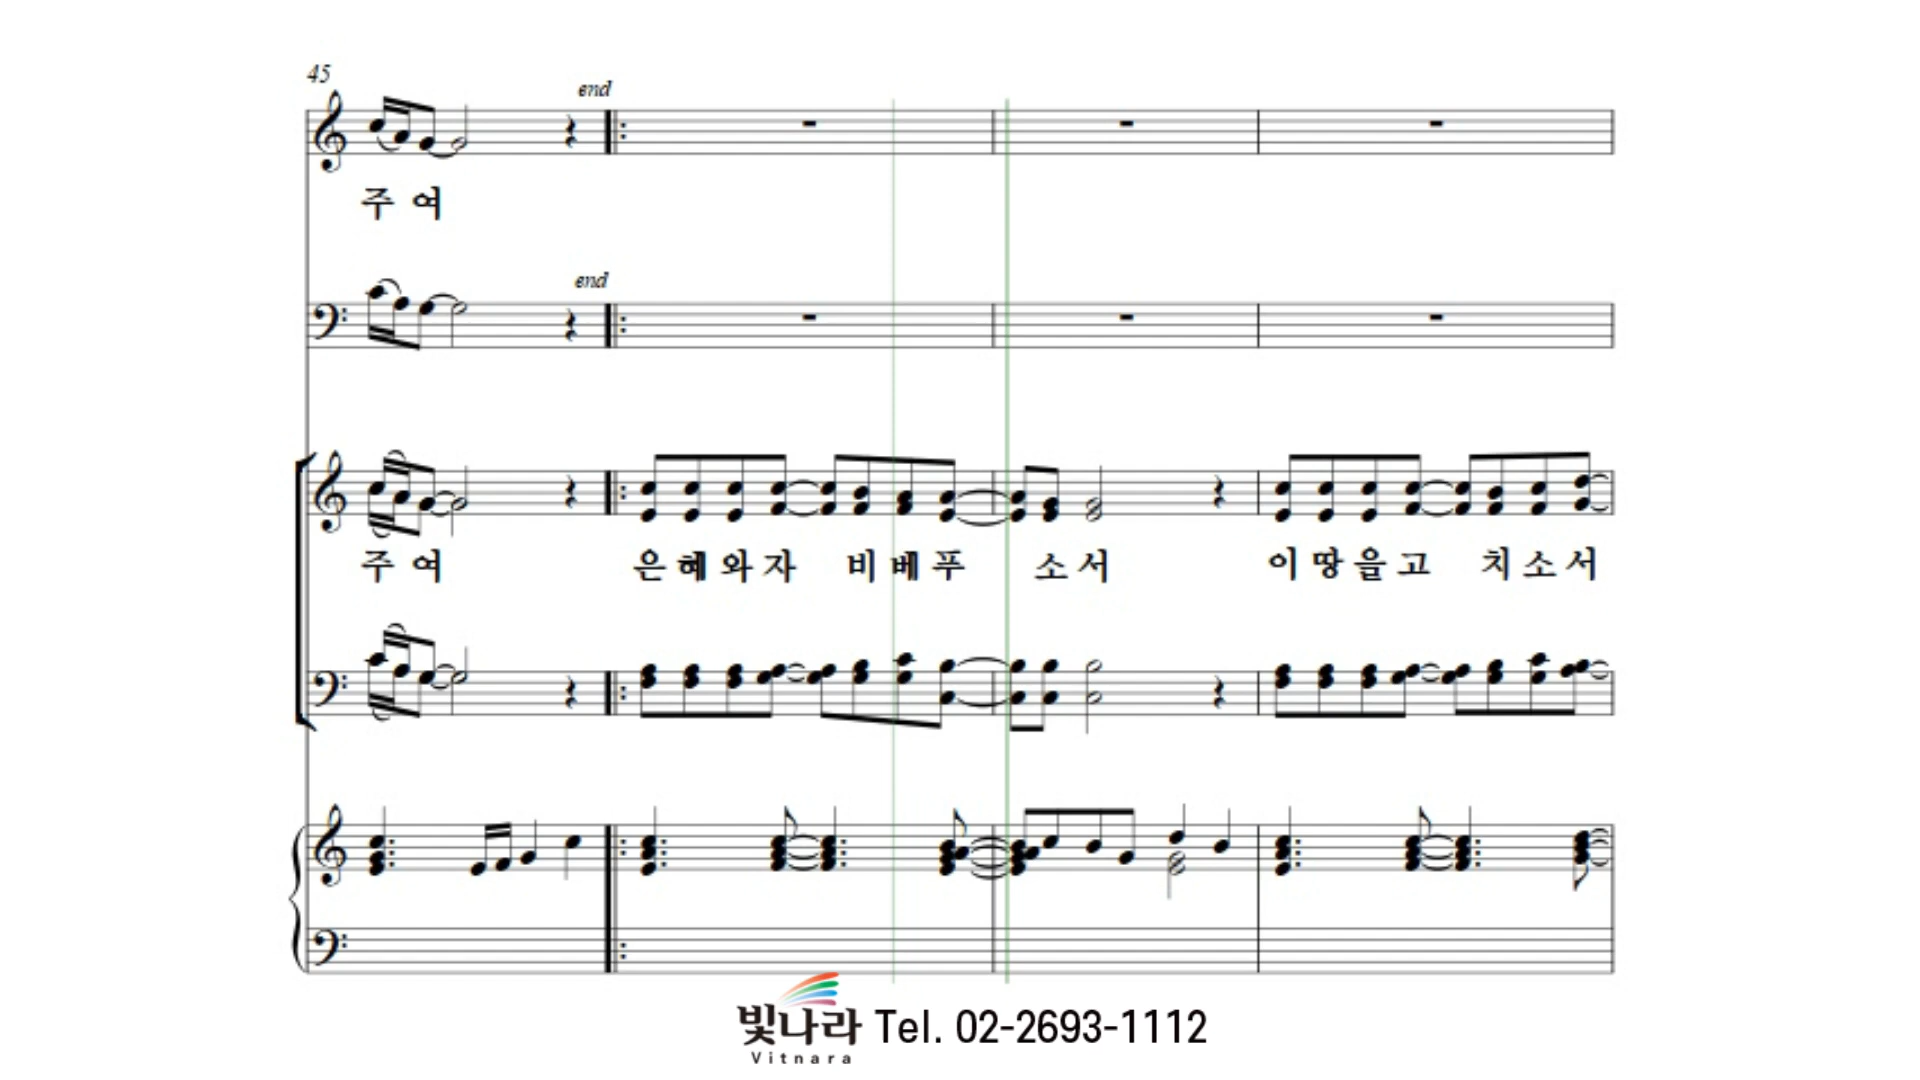 45
end
주 여
end
주 여 은 혜 와 자 비 베 푸 소 서 이 땅 을 고 치 소 서
빛나라 Tel. 02-2693-1112
Vitnara